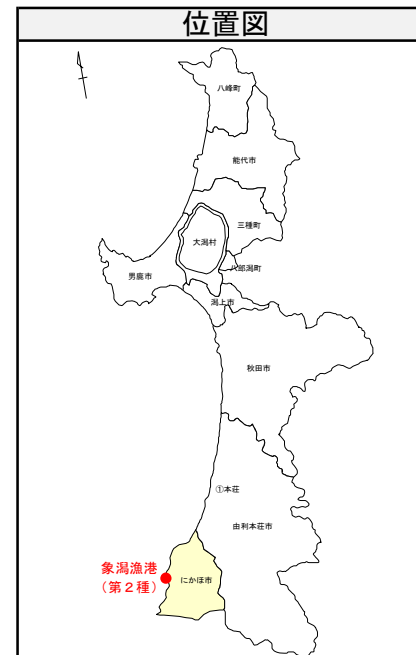 位置図
八峰町
能代市
三種町
大潟村
八郎潟町
男鹿市
潟上市
秋田市
①本荘
由利本荘市
象潟漁港
（第２種）
にかほ市